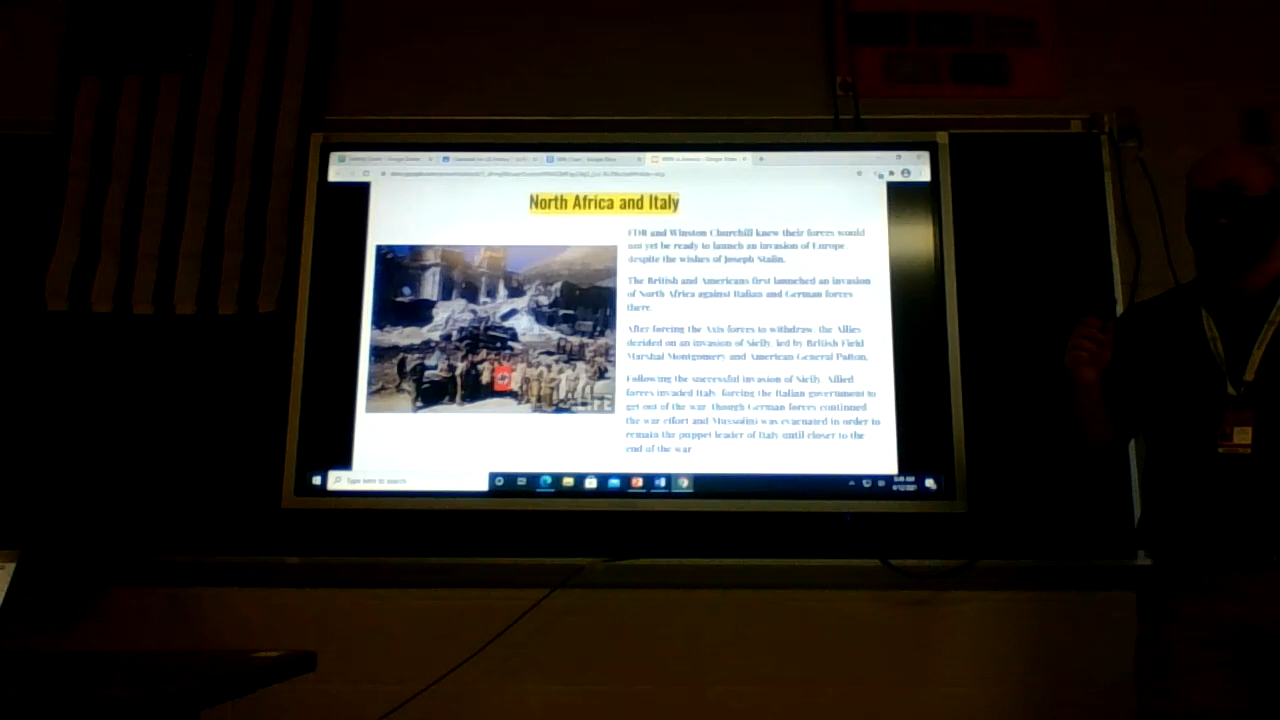 North Africa and Italy
FDR and Winston Churchill knew their forces would
not yet be ready to launch an invasion of Europe
despite the wishes of Joseph Stalin.
The British and Americans first launched an invasion
of North Africa against Italian and German forces
there.
After forcing the Axis forces to withdraw, the Allies
decided on an invasion of Sicily, led by British Field
Marshal Montgomery and American General Patton.
Following the successful invasion of Sicily, Allied
forces invaded Italy, forcing the Italian government to
get out of the war, though German forces continued
the war effort and Mussolini was evacuated in order to
remain the puppet leader of Italy until closer to the
end of the war
LIFE
Type here to search